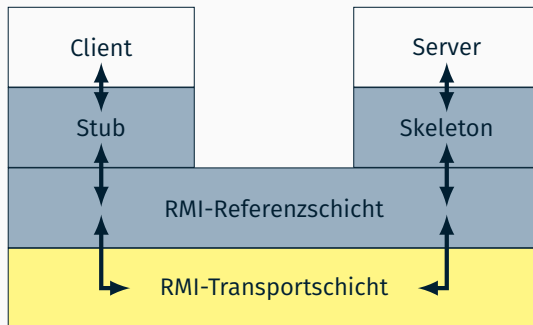 Client
Server
Stub
Skeleton
RMI-Referenzschicht
RMI-Transportschicht